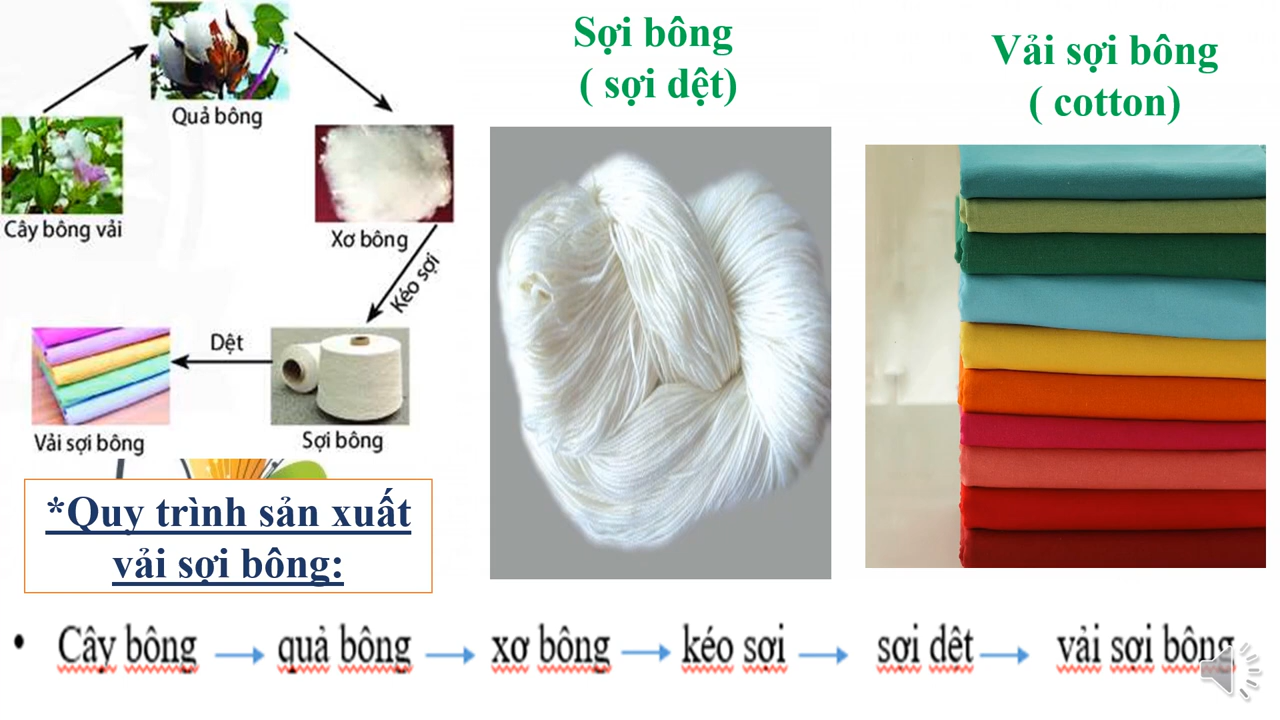 Quả bông
Cây bông vải
Xơ bông
Kéo sợi
Dệt
Vải sợi bông
Sợi bông
*Quy trình sản xuất
vải sợi bông:
Sợi bông
( sợi dệt)
Vải sợi bông
( cotton)
• Cây bông → quả bông → xơ bông → kéo sợi → sợi dệt → vải sợi bông